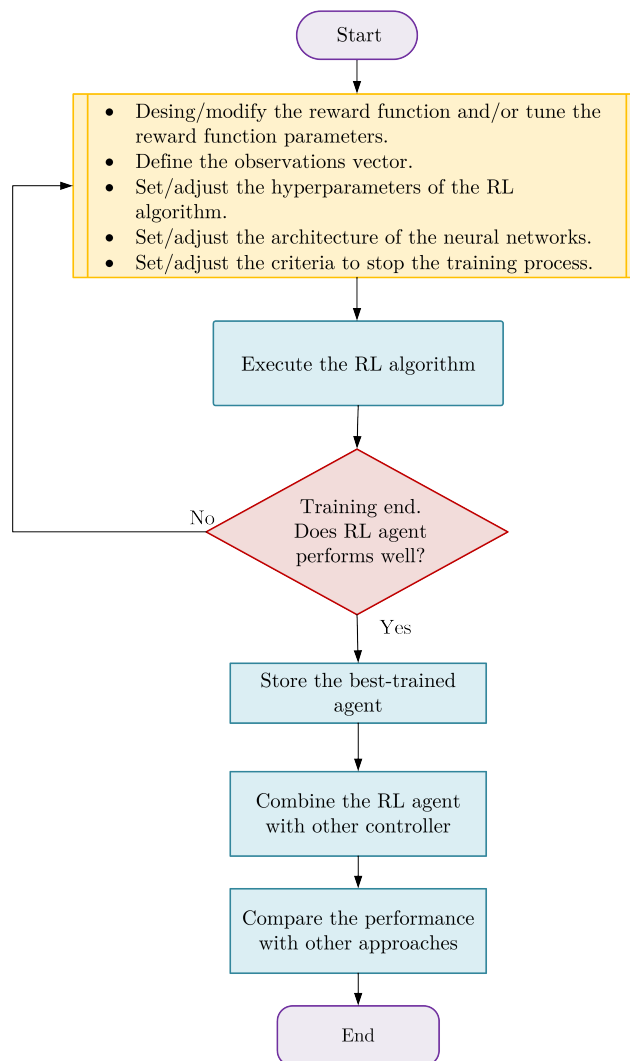 Start
• Desing/modify the reward function and/or tune the
reward function parameters.
• Define the observations vector.
• Set/adjust the hyperparameters of the RL
algorithm.
• Set/adjust the architecture of the neural networks.
• Set/adjust the criteria to stop the training process.
Execute the RL algorithm
Training end.
Does RL agent
performs well?
No
Yes
Store the best-trained
agent
Combine the RL agent
with other controller
Compare the performance
with other approaches
End